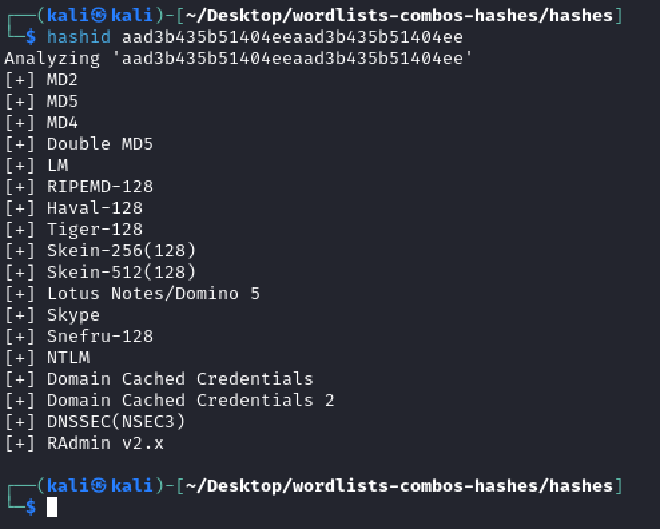 ┌──(kali㉿kali)-[~/Desktop/wordlists-combos-hashes/hashes]
└─$ hashid aad3b435b51404eeaad3b435b51404ee
Analyzing 'aad3b435b51404eeaad3b435b51404ee'
[+] MD2
[+] MD5
[+] MD4
[+] Double MD5
[+] LM
[+] RIPEMD-128
[+] Haval-128
[+] Tiger-128
[+] Skein-256(128)
[+] Skein-512(128)
[+] Lotus Notes/Domino 5
[+] Skype
[+] Snefru-128
[+] NTLM
[+] Domain Cached Credentials
[+] Domain Cached Credentials 2
[+] DNSSEC(NSEC3)
[+] RAdmin v2.x
┌──(kali㉿kali)-[~/Desktop/wordlists-combos-hashes/hashes]
└─$